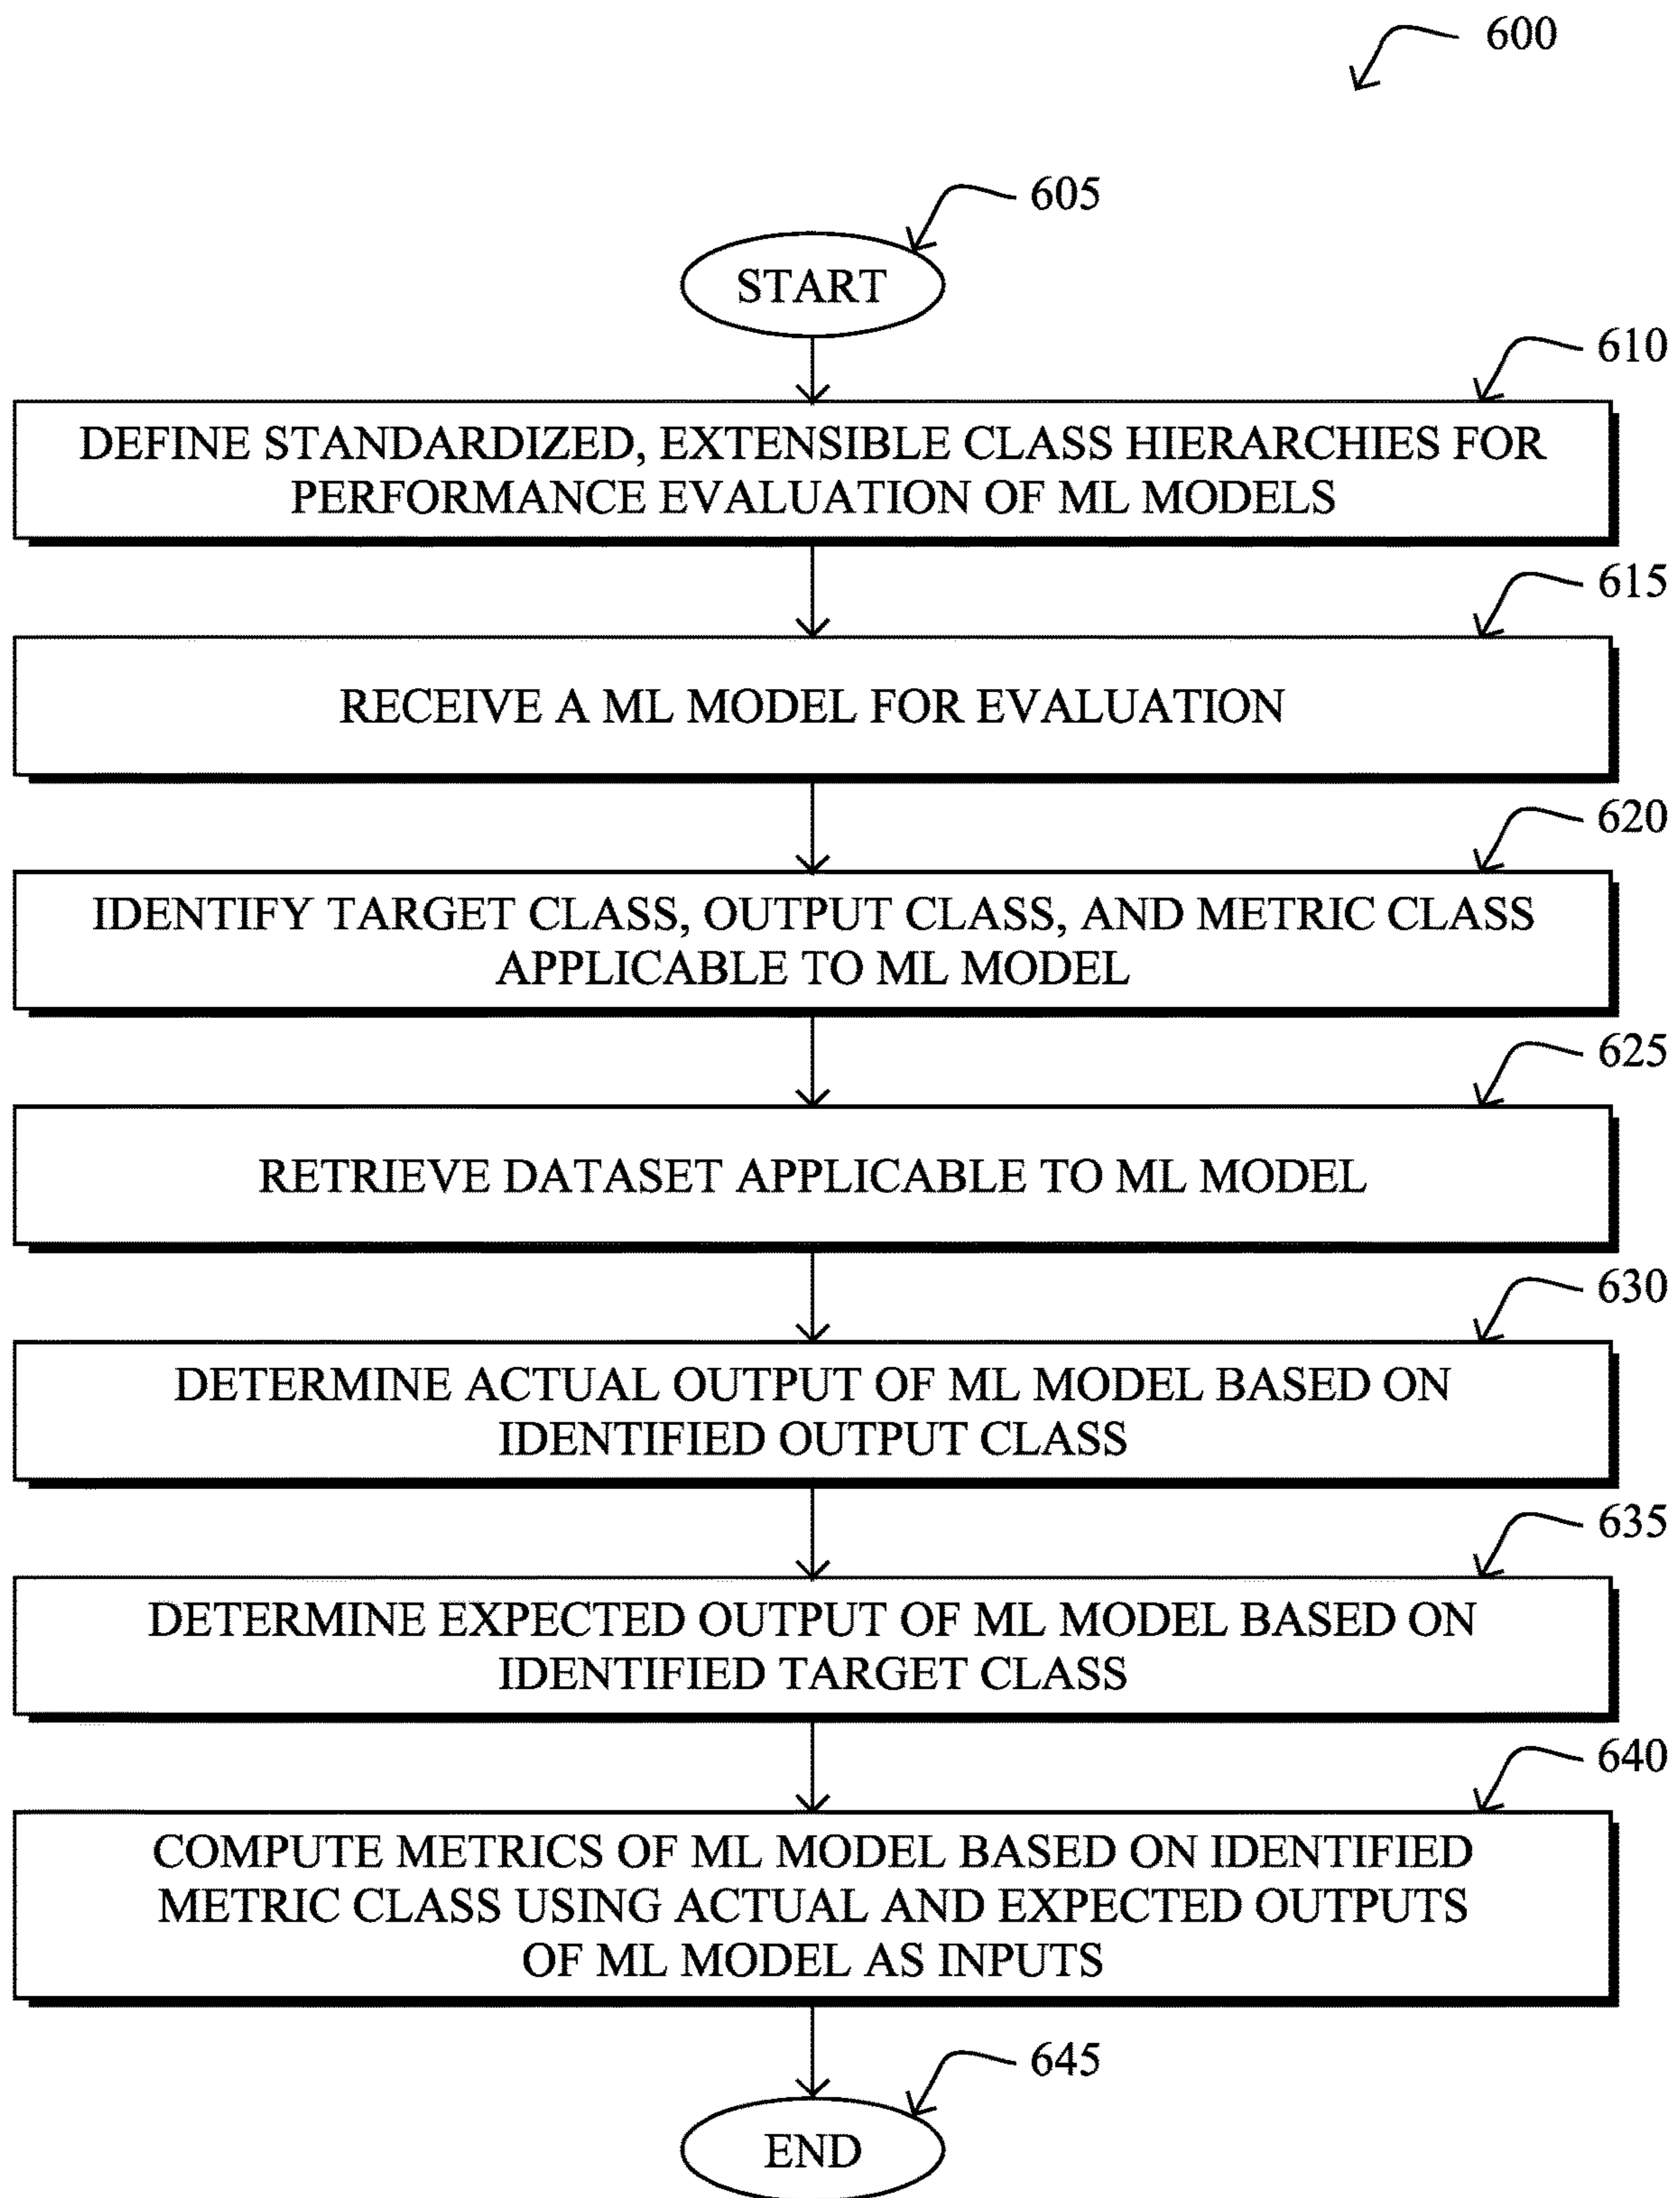 600
605
START
610
DEFINE STANDARDIZED, EXTENSIBLE CLASS HIERARCHIES FOR
PERFORMANCE EVALUATION OF ML MODELS
615
RECEIVE A ML MODEL FOR EVALUATION
620
IDENTIFY TARGET CLASS, OUTPUT CLASS, AND METRIC CLASS
APPLICABLE TO ML MODEL
625
RETRIEVE DATASET APPLICABLE TO ML MODEL
630
DETERMINE ACTUAL OUTPUT OF ML MODEL BASED ON
IDENTIFIED OUTPUT CLASS
635
DETERMINE EXPECTED OUTPUT OF ML MODEL BASED ON
IDENTIFIED TARGET CLASS
640
COMPUTE METRICS OF ML MODEL BASED ON IDENTIFIED
METRIC CLASS USING ACTUAL AND EXPECTED OUTPUTS
OF ML MODEL AS INPUTS
645
END